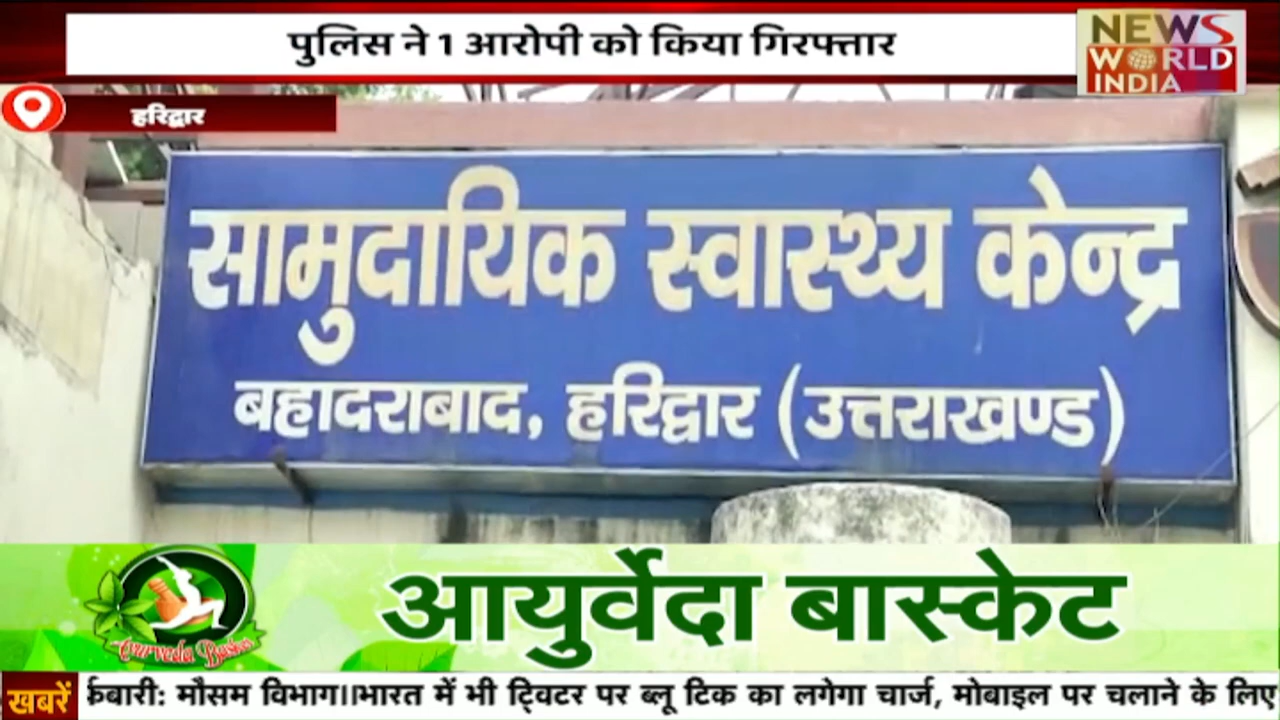 पुलिस ने 1 आरोपी को किया गिरफ्तार
NEWS
WORLD
INDIA
हरिद्वार
सामुदायिक स्वास्थ्य केन्द्र
बहादराबाद, हरिद्वार (उत्तराखण्ड)
आयुर्वेदा बास्केट
Ayurveda Basket
खबरें
र्फबारी: मौसम विभाग।।भारत में भी ट्विटर पर ब्लू टिक का लगेगा चार्ज, मोबाइल पर चलाने के लिए